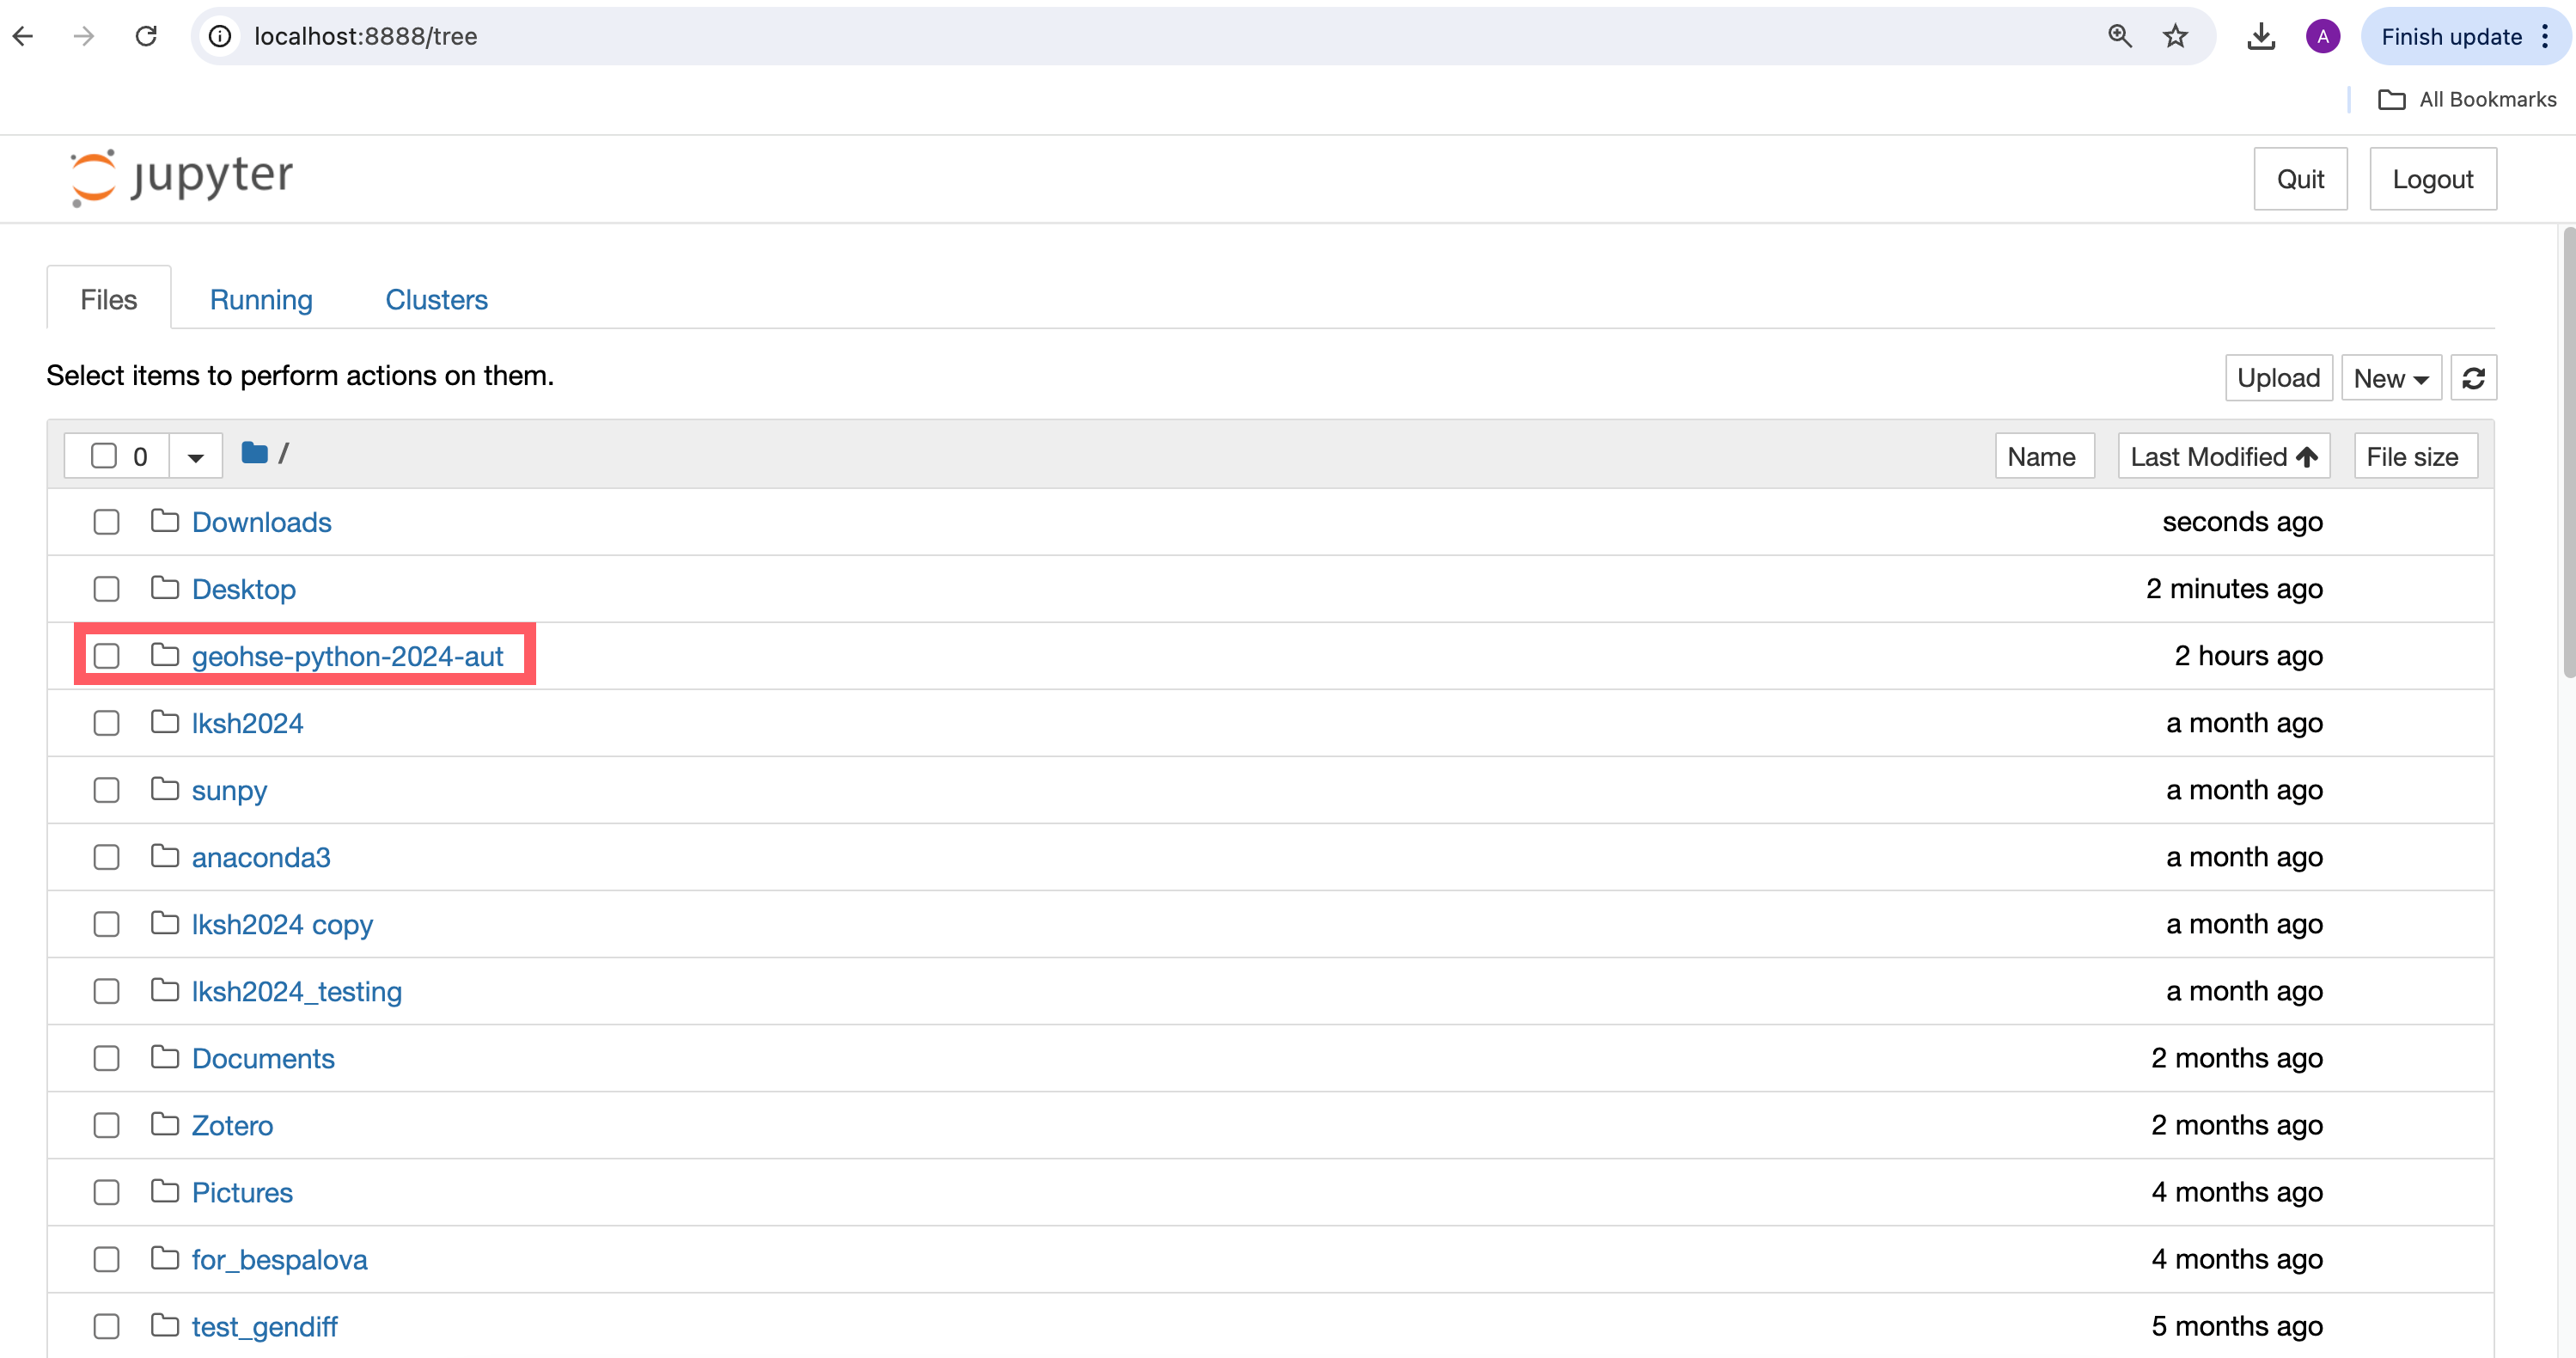 localhost:8888/tree
A
Finish update
All Bookmarks
jupyter
Quit
Logout
Files
Running
Clusters
Select items to perform actions on them.
Upload
New
0
/
Name
Last Modified
File size
Downloads
seconds ago
Desktop
2 minutes ago
geohse-python-2024-aut
2 hours ago
lksh2024
a month ago
sunpy
a month ago
anaconda3
a month ago
lksh2024 copy
a month ago
lksh2024_testing
a month ago
Documents
2 months ago
Zotero
2 months ago
Pictures
4 months ago
for_bespalova
4 months ago
test_gendiff
5 months ago